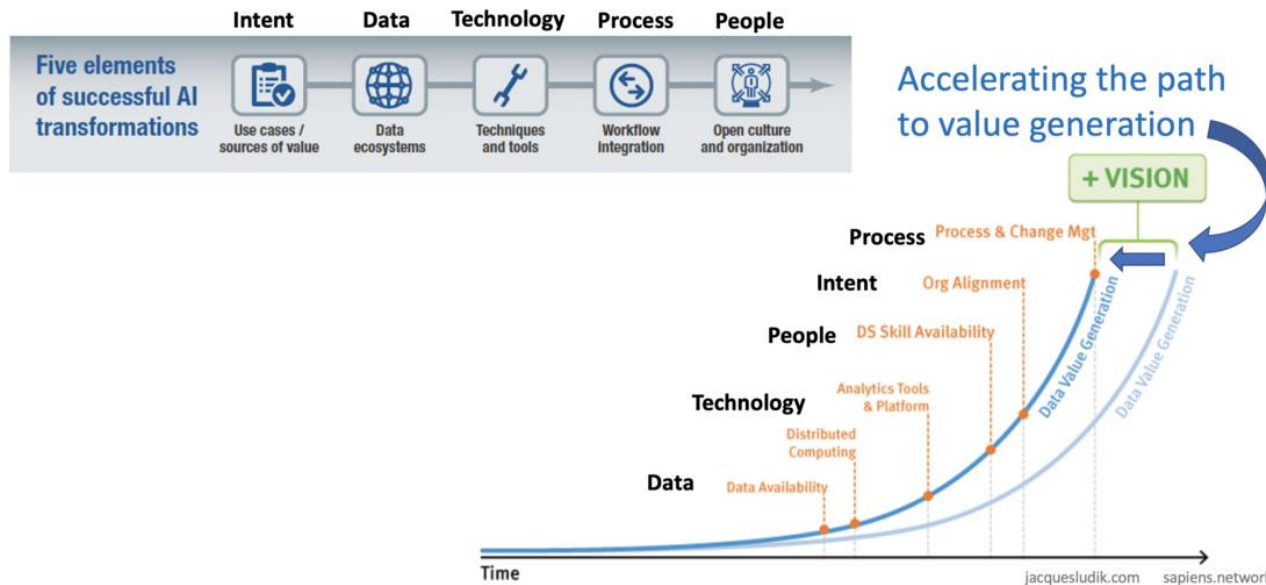 Intent
Data
Technology
Process
People
Five elements
of successful AI
transformations
Use cases /
sources of value
Data
ecosystems
Techniques
and tools
Workflow
integration
Open culture
and organization
Accelerating the path
to value generation
+ VISION
Process
Process & Change Mgt
Intent
Org Alignment
People
DS Skill Availability
Technology
Analytics Tools
& Platform
Distributed
Computing
Data
Data Availability
Data Value Generation
Data Value Generation
Time
jacquesludik.com
sapiens.network